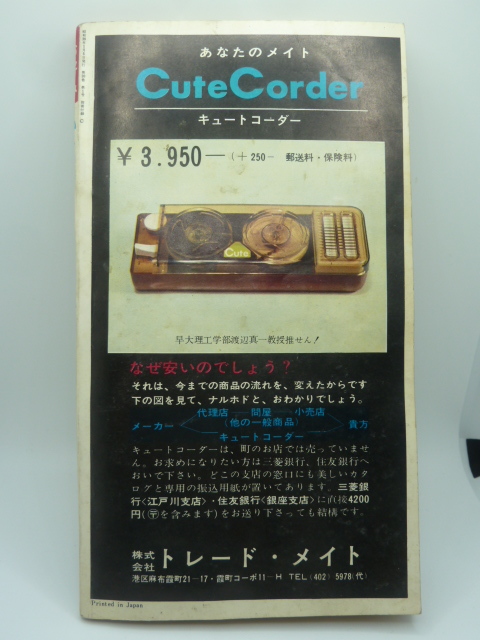 あなたのメイト
CuteCorder
キュートコーダー
¥3.950—(+250− 郵送料・保険料)
Cute
早大理工学部渡辺真一教授推せん!
なぜ安いのでしょう?
それは、今までの商品の流れを、変えたからです
下の図を見て、ナルホドと、おわかりでしょう。
代理店—問屋—小売店
メーカー (他の一般商品) 貴方
キュートコーダー
キュートコーダーは、町のお店では売っていませ
ん。お求めになりたい方は三菱銀行、住友銀行へ
おいで下さい。どこの支店の窓口にも美しいカタ
ログと専用の振込用紙が置いてあります。三菱銀
行<江戸川支店>・住友銀行<銀座支店>に直接4200
円(〒を含みます)をお送り下さっても結構です。
株式会社 トレード・メイト
港区麻布霞町21−17・霞町コーポ11−H TEL(402)5978(代)
Printed in Japan